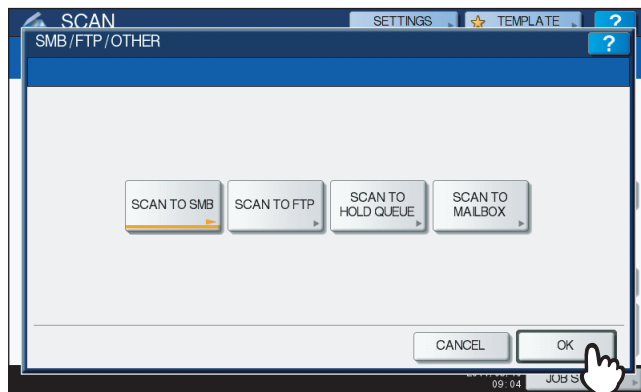 SCAN
SETTINGS
TEMPLATE
?
SMB/FTP/OTHER
?
SCAN TO SMB
SCAN TO FTP
SCAN TO
HOLD QUEUE
SCAN TO
MAILBOX
CANCEL
OK
09:04
JOB S